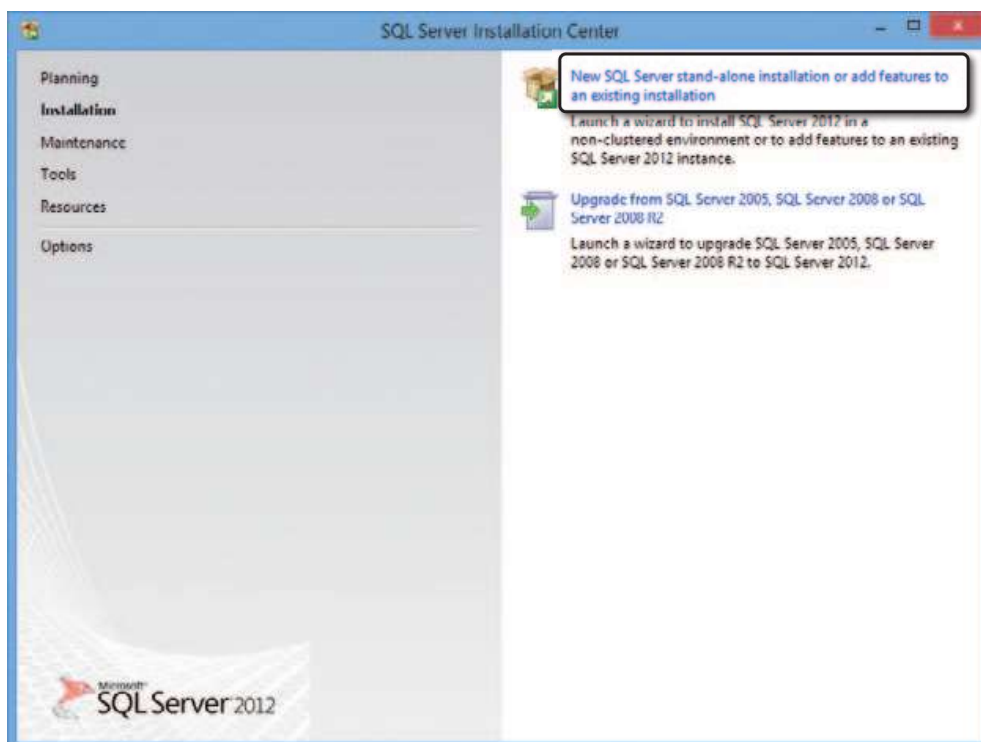 SQL Server Installation Center
Planning
Installation
Maintenance
Tools
Resources
Options
New SQL Server stand-alone installation or add features to
an existing installation
Launch a wizard to install SQL Server 2012 in a
non-clustered environment or to add features to an existing
SQL Server 2012 instance.
Upgrade from SQL Server 2005, SQL Server 2008 or SQL
Server 2008 R2
Launch a wizard to upgrade SQL Server 2005, SQL Server
2008 or SQL Server 2008 R2 to SQL Server 2012.
Microsoft
SQL Server 2012